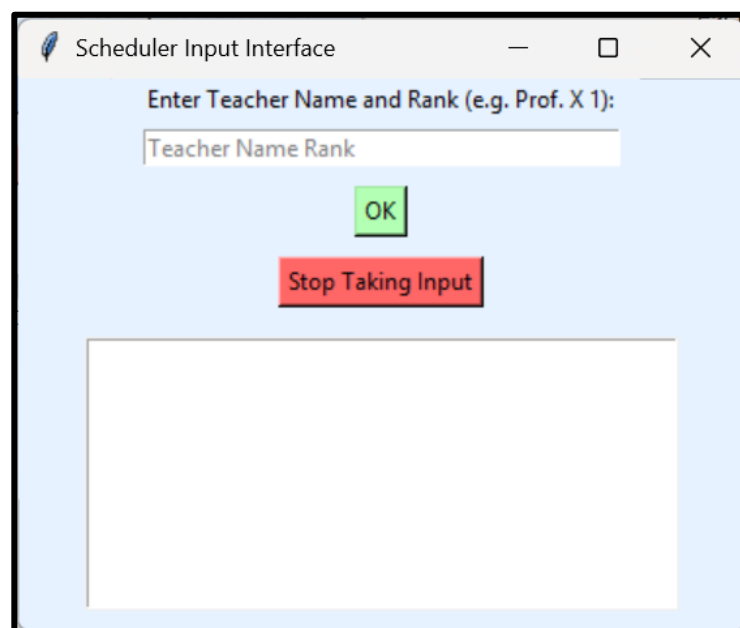 Scheduler Input Interface
Enter Teacher Name and Rank (e.g. Prof. X 1):
Teacher Name Rank
OK
Stop Taking Input